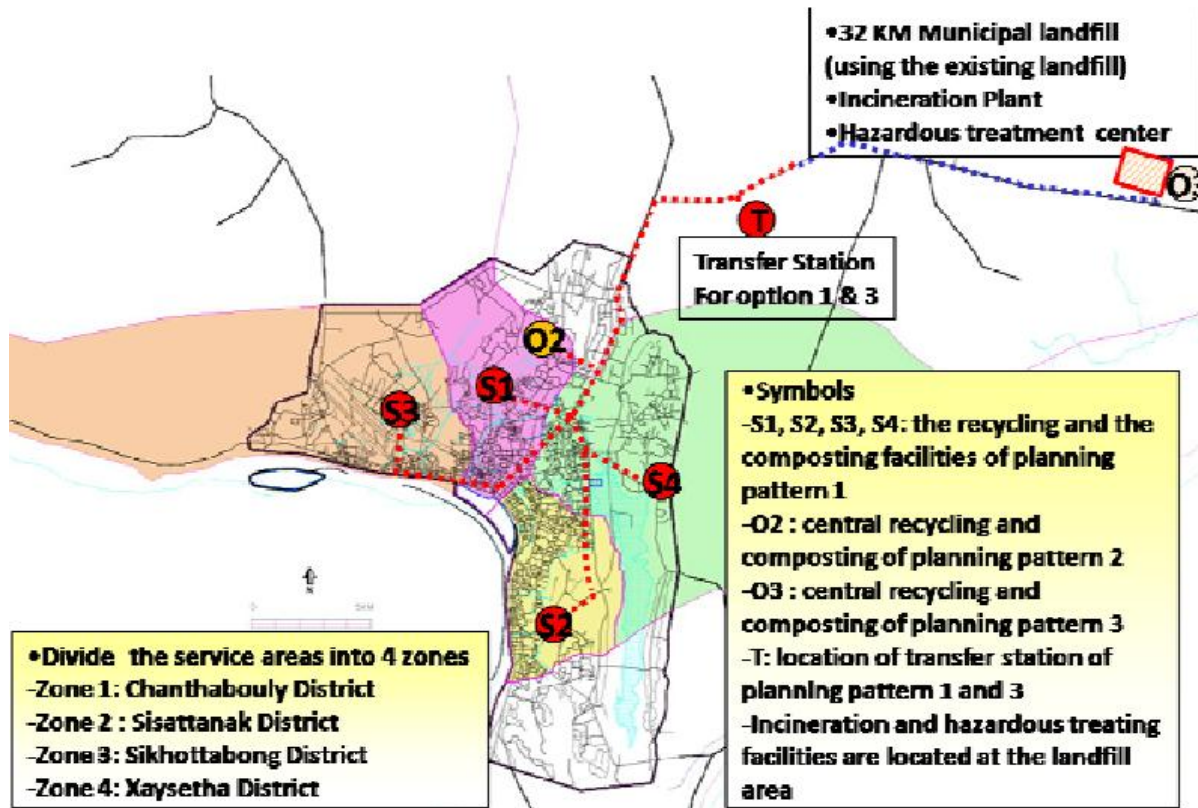 •32 KM Municipal landfill
(using the existing landfill)
•Incineration Plant
•Hazardous treatment center
O3
T
Transfer Station
For option 1 & 3
O2
S1
S3
S4
S2
N
0
•Symbols
-S1, S2, S3, S4: the recycling and the
composting facilities of planning
pattern 1
-O2 : central recycling and
composting of planning pattern 2
-O3 : central recycling and
composting of planning pattern 3
-T: location of transfer station of
planning pattern 1 and 3
-Incineration and hazardous treating
facilities are located at the landfill
area
•Divide the service areas into 4 zones
-Zone 1: Chanthabouly District
-Zone 2 : Sisattanak District
-Zone 3: Sikhottabong District
-Zone 4: Xaysetha District